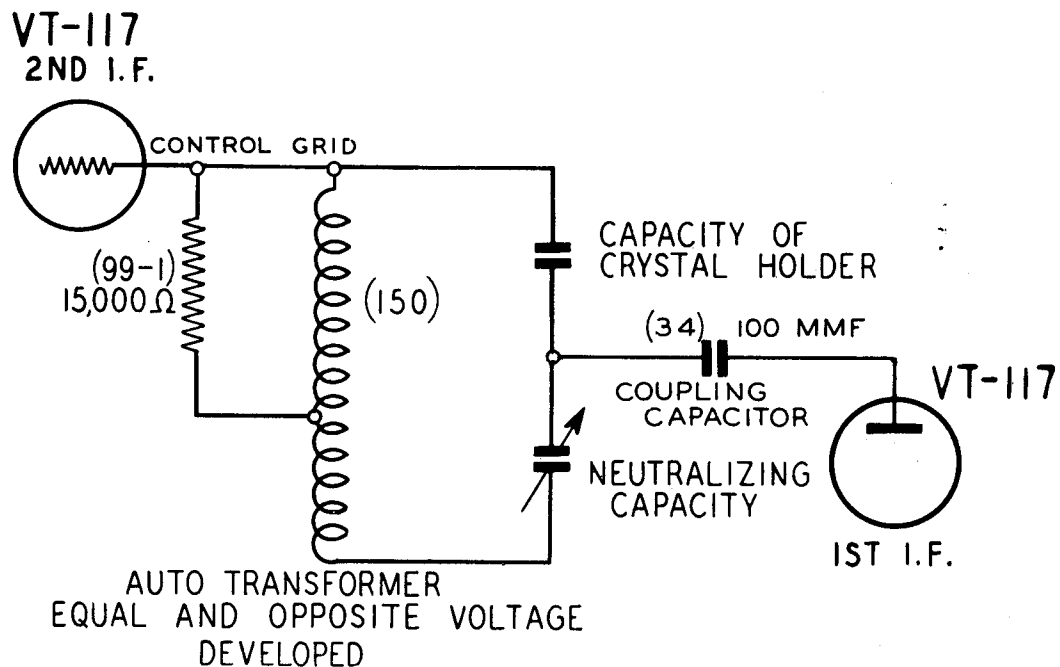 VT-117
2ND I.F.
CONTROL GRID
(99-1)
15,000Ω
(150)
CAPACITY OF
CRYSTAL HOLDER
(34) 100 MMF
COUPLING
CAPACITOR
VT-117
NEUTRALIZING
CAPACITY
1ST I.F.
AUTO TRANSFORMER
EQUAL AND OPPOSITE VOLTAGE
DEVELOPED